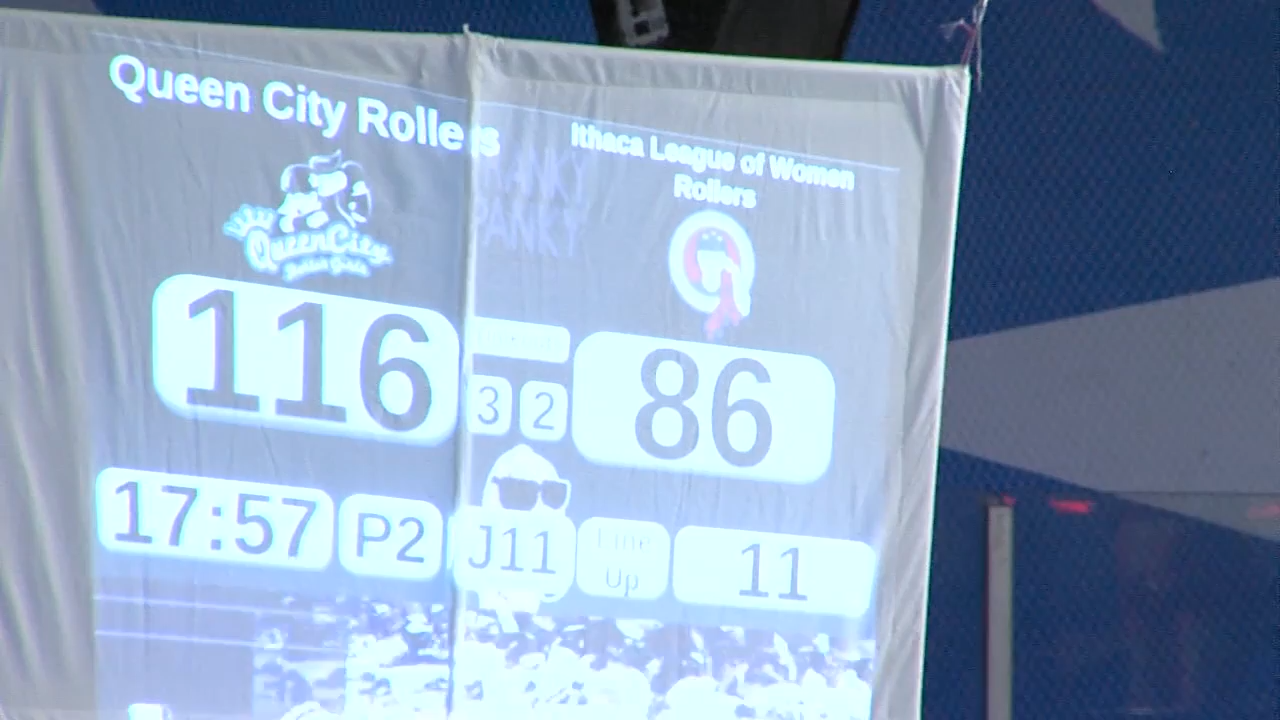 Queen City Rollers
Ithaca League of Women
Rollers
QueenCity
116
3 2
86
17:57 P2 J11 Line Up 11